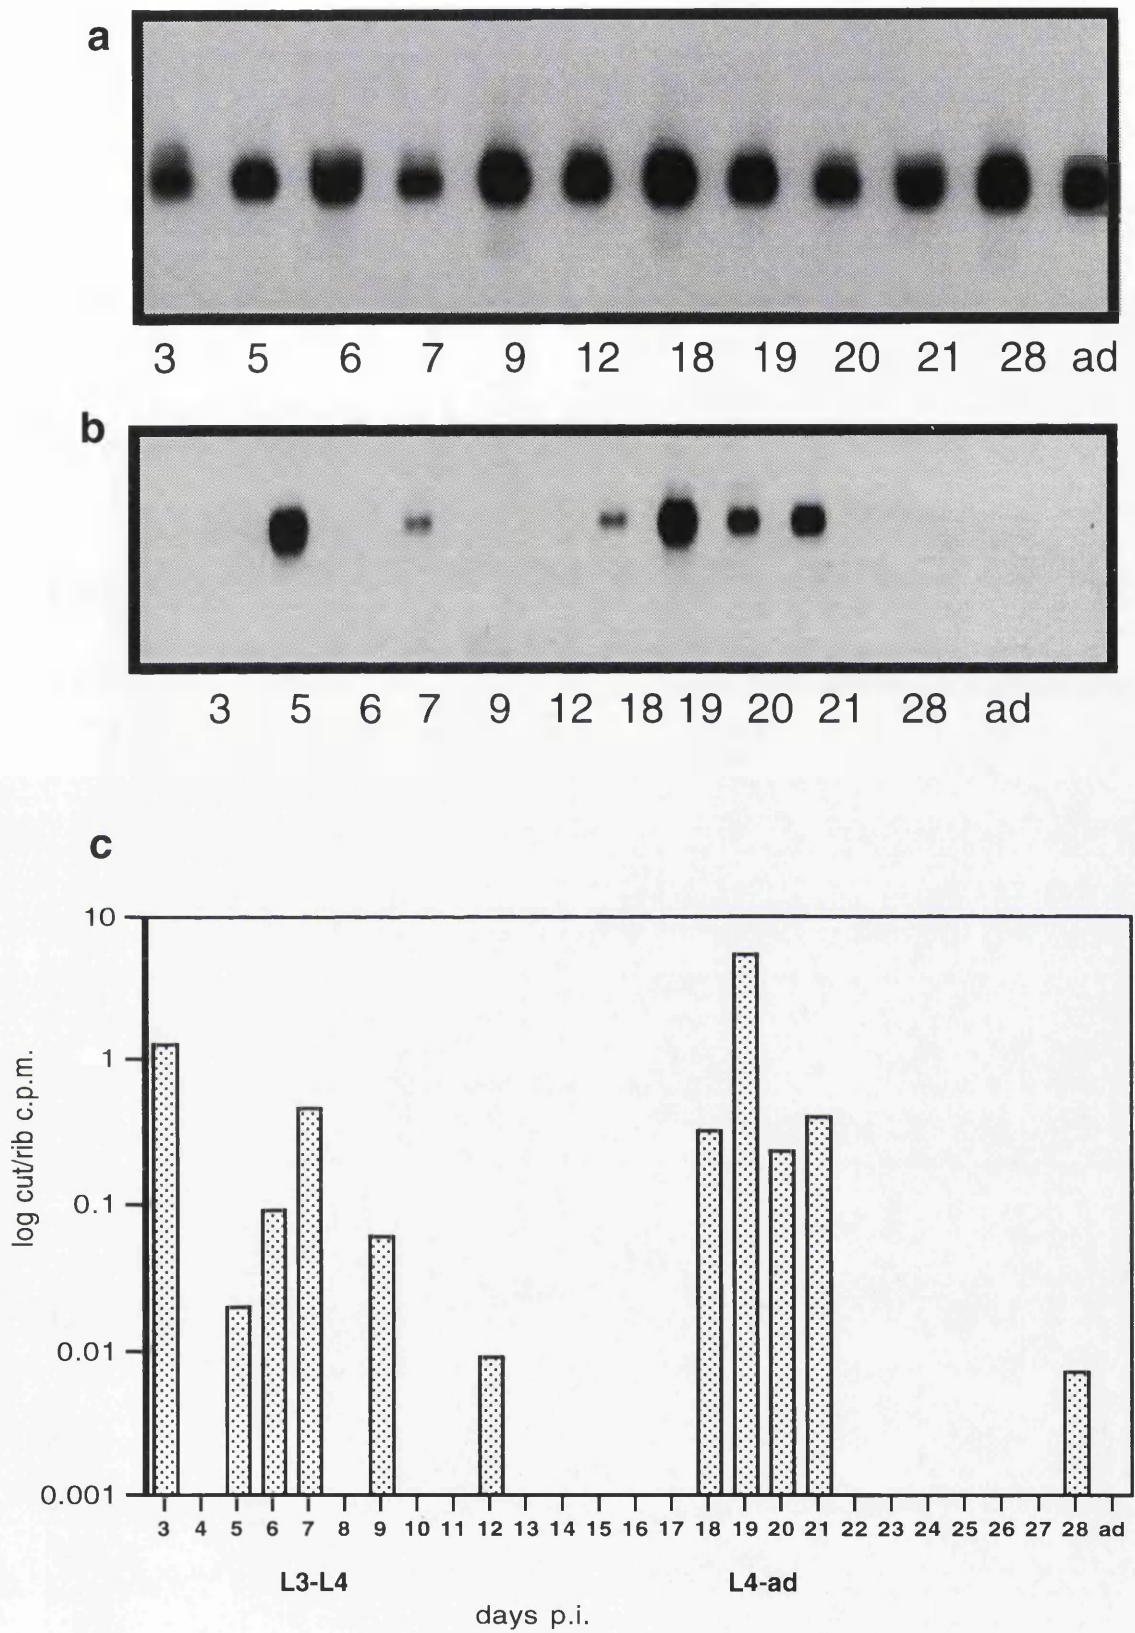 a
3 5 6 7 9 12 18 19 20 21 28 ad
b
3 5 6 7 9 12 18 19 20 21 28 ad
c
log cut/rib c.p.m.
10
1
0.1
0.01
0.001
3 4 5 6 7 8 9 10 11 12 13 14 15 16 17 18 19 20 21 22 23 24 25 26 27 28 ad
L3-L4 L4-ad
days p.i.